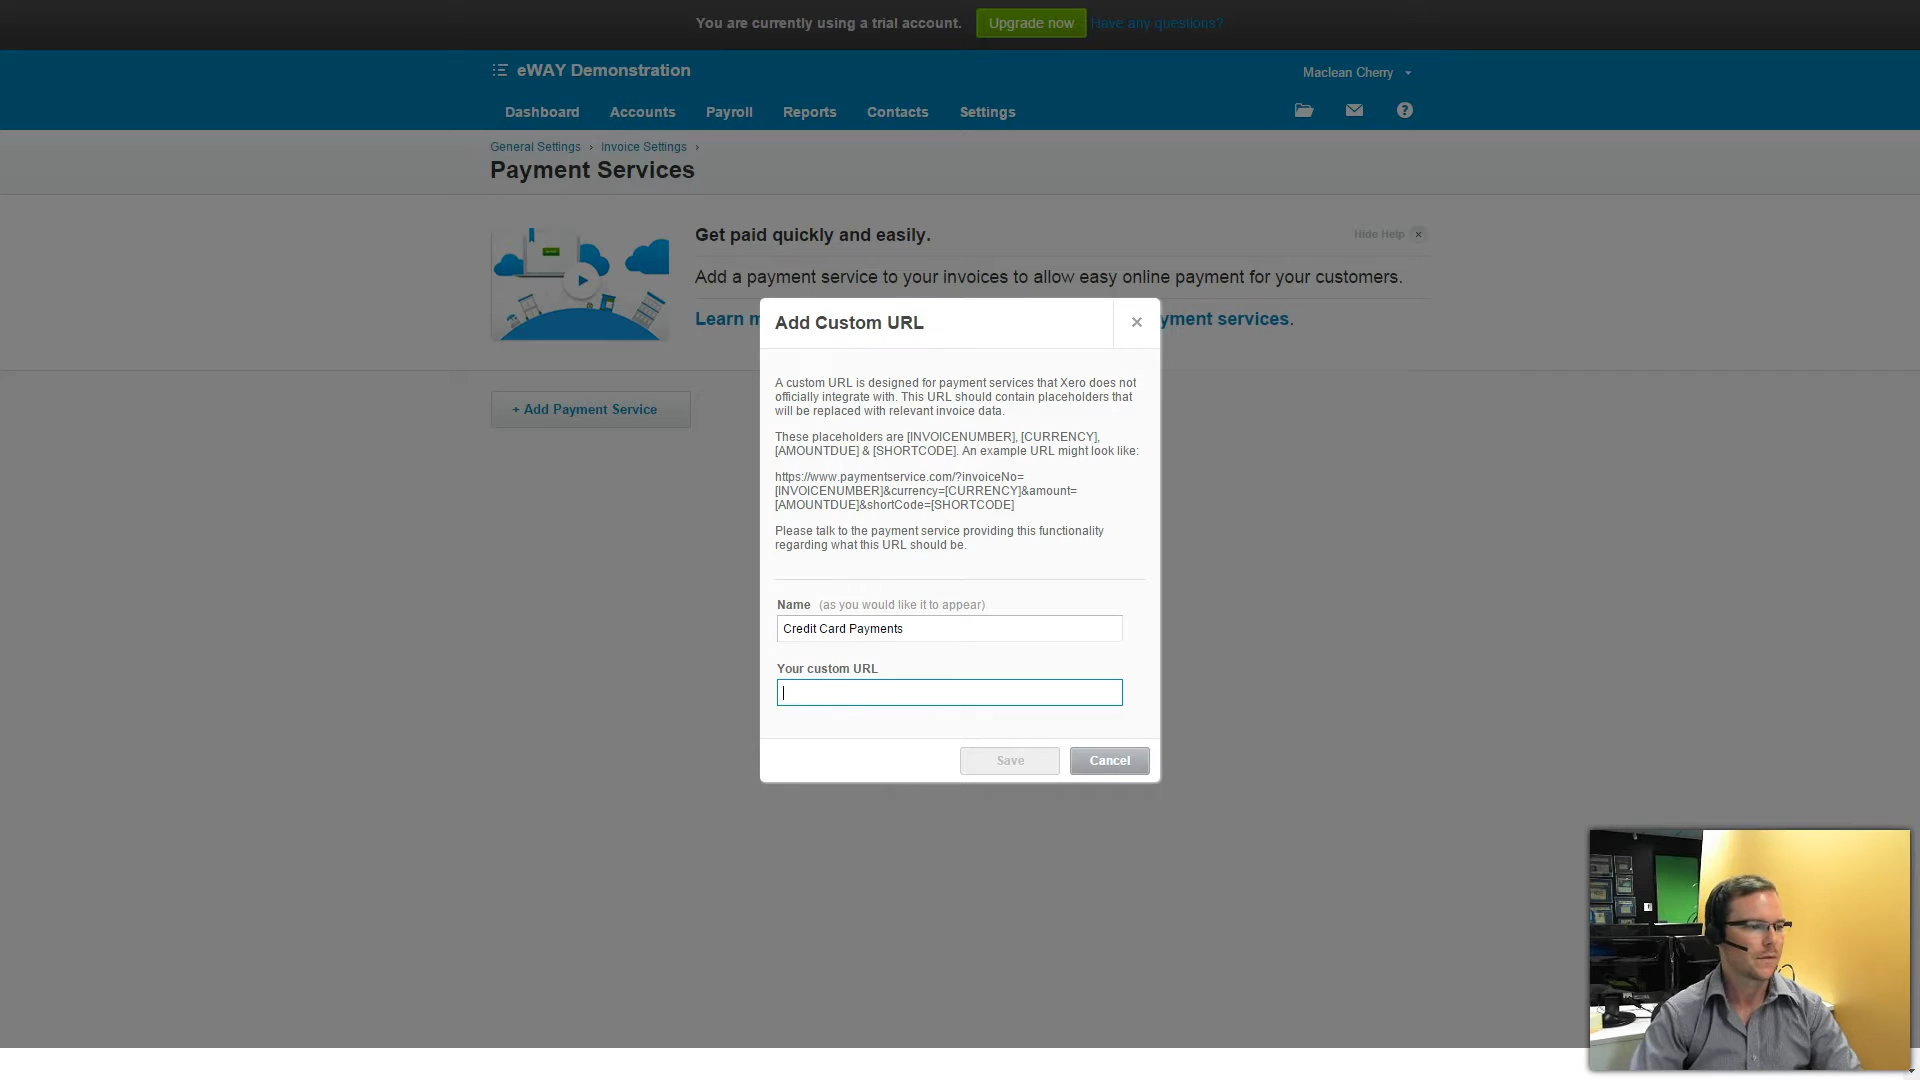 You are currently using a trial account. Upgrade now Have any questions?
eWAY Demonstration
Maclean Cherry
Dashboard Accounts Payroll Reports Contacts Settings
General Settings › Invoice Settings ›
Payment Services
Get paid quickly and easily.
Hide Help ×
Add a payment service to your invoices to allow easy online payment for your customers.
Learn m
yment services.
+ Add Payment Service
Add Custom URL
×
A custom URL is designed for payment services that Xero does not
officially integrate with. This URL should contain placeholders that
will be replaced with relevant invoice data.
These placeholders are [INVOICENUMBER], [CURRENCY],
[AMOUNTDUE] & [SHORTCODE]. An example URL might look like:
https://www.paymentservice.com/?invoiceNo=
[INVOICENUMBER]&currency=[CURRENCY]&amount=
[AMOUNTDUE]&shortCode=[SHORTCODE]
Please talk to the payment service providing this functionality
regarding what this URL should be.
Name (as you would like it to appear)
Credit Card Payments
Your custom URL
Save Cancel